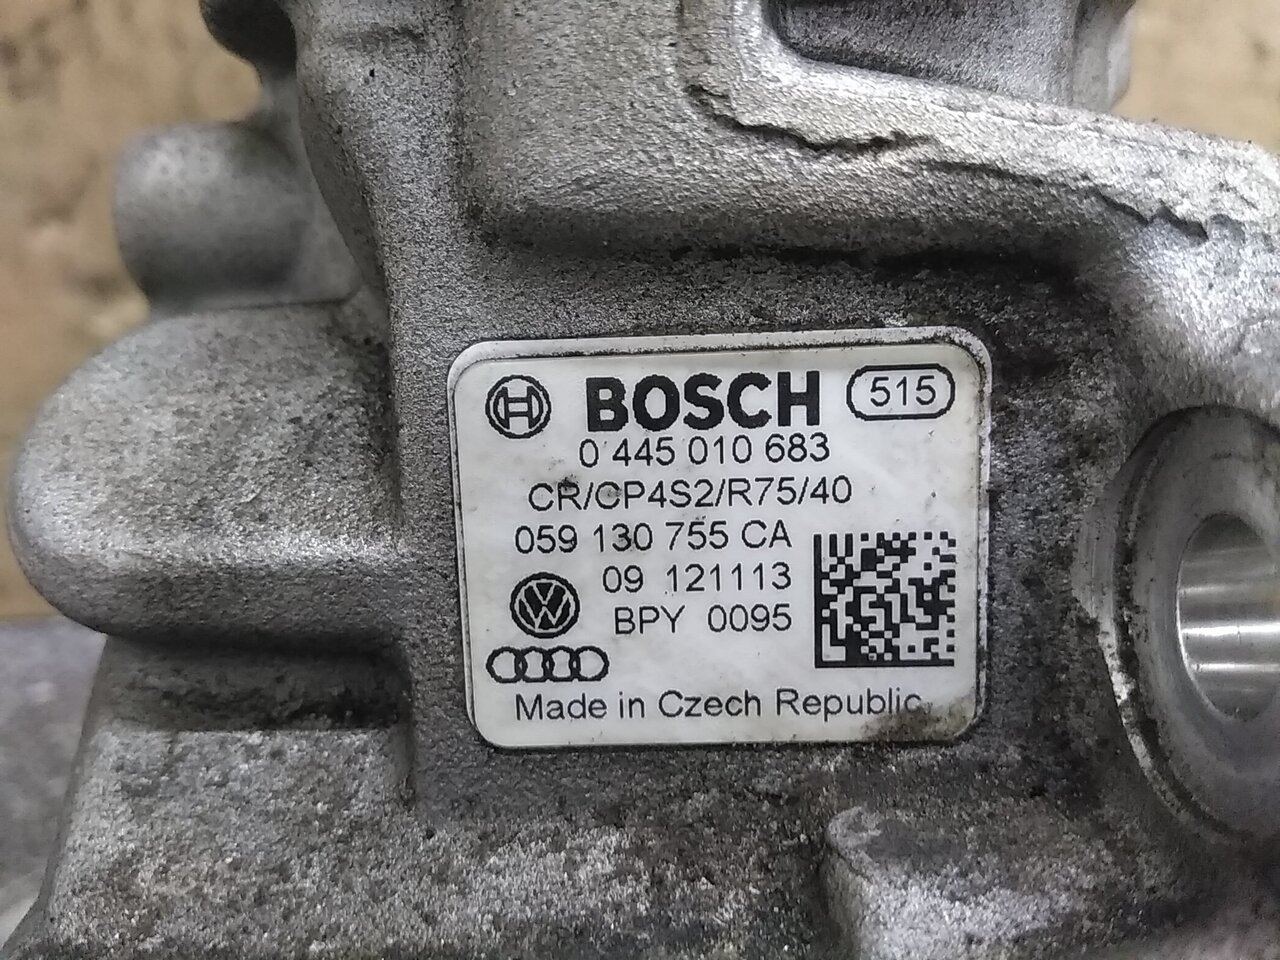 BOSCH 515
0 445 010 683
CR/CP4S2/R75/40
059 130 755 CA
09 121113
BPY 0095
Made in Czech Republic